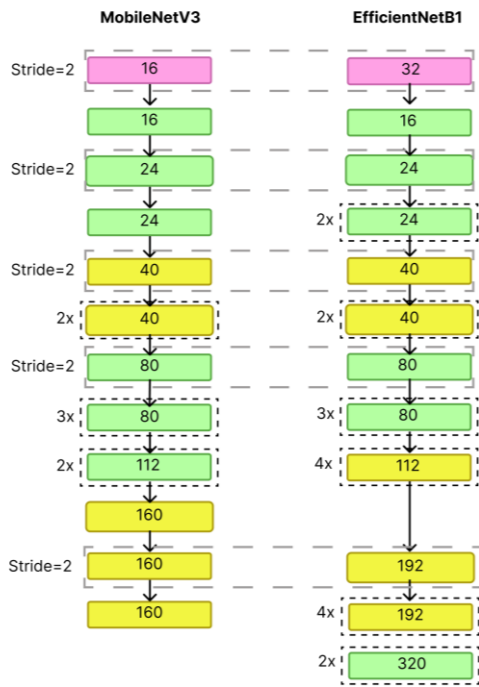 MobileNetV3 EfficientNetB1
Stride=2 16 32
16 16
Stride=2 24 24
24 2x 24
Stride=2 40 40
2x 40 2x 40
Stride=2 80 80
3x 80 3x 80
2x 112 4x 112
160
Stride=2 160 192
160 4x 192
2x 320